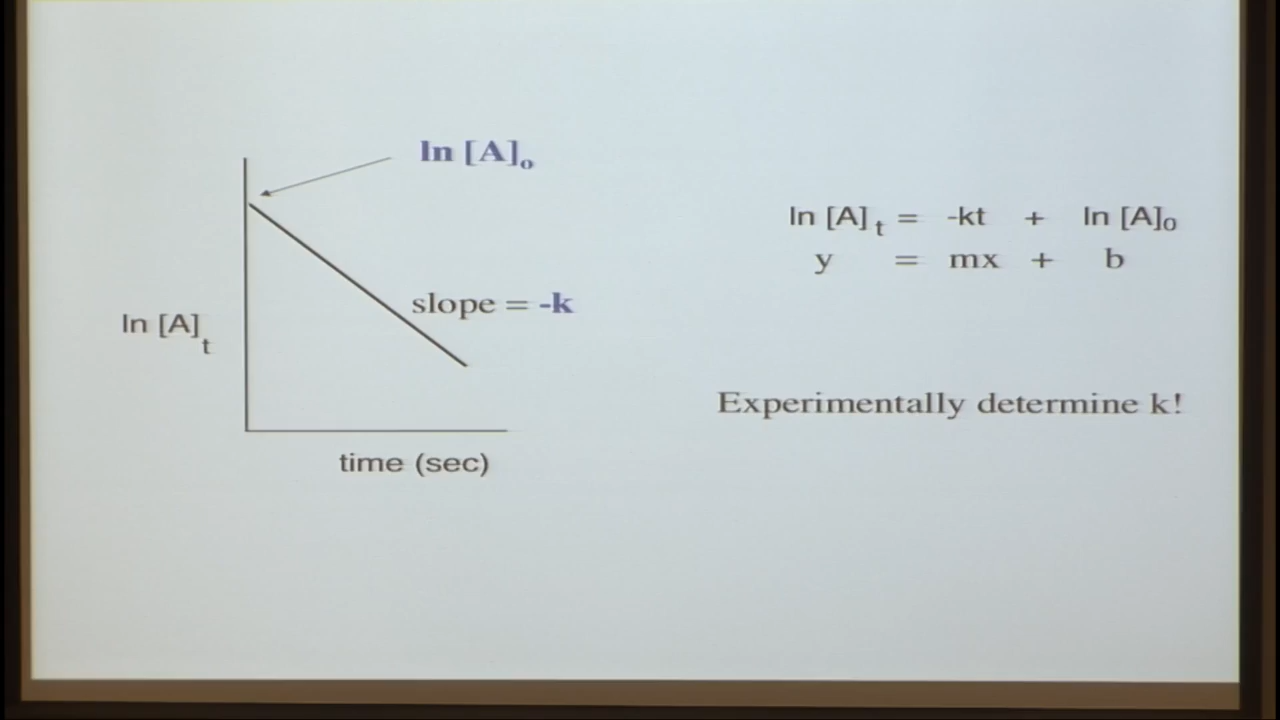 ln [A]o
ln [A]t = -kt + ln [A]0
y = mx + b
slope = -k
ln [A]t
Experimentally determine k!
time (sec)